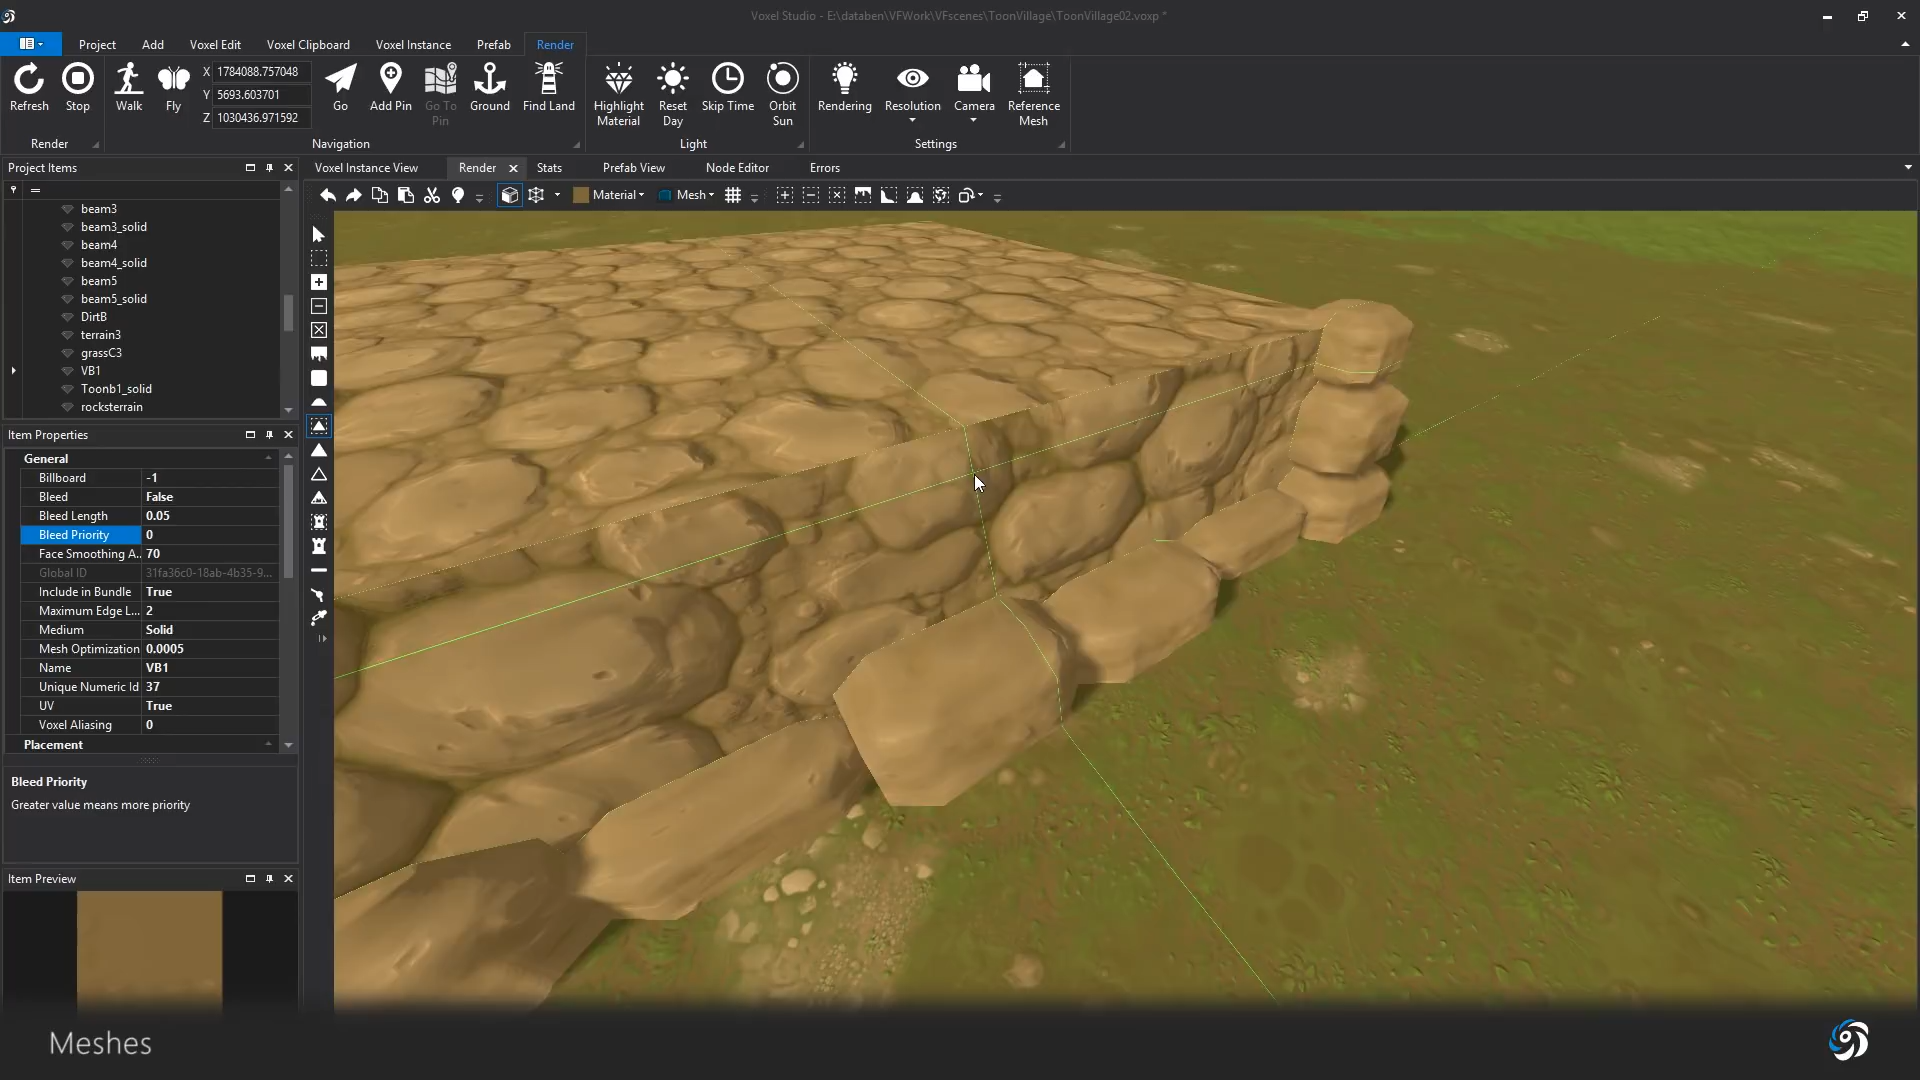 Voxel Studio - E:\databen\VFWork\VFscenes\ToonVillage\ToonVillage02.voxp *
Project Add Voxel Edit Voxel Clipboard Voxel Instance Prefab Render
Refresh Stop Walk Fly
X 1784088.757048
Y 5693.603701
Z 1030436.971592
Go Add Pin Go To Pin Ground Find Land
Highlight Material Reset Day Skip Time Orbit Sun
Rendering Resolution Camera Reference Mesh
Render Navigation Light Settings
Project Items
Voxel Instance View Render Stats Prefab View Node Editor Errors
Material Mesh
beam3
beam3_solid
beam4
beam4_solid
beam5
beam5_solid
DirtB
terrain3
grassC3
VB1
Toonb1_solid
rocksterrain
Item Properties
General
Billboard -1
Bleed False
Bleed Length 0.05
Bleed Priority 0
Face Smoothing A.. 70
Global ID 31fa36c0-18ab-4b35-9...
Include in Bundle True
Maximum Edge L... 2
Medium Solid
Mesh Optimization 0.0005
Name VB1
Unique Numeric Id 37
UV True
Voxel Aliasing 0
Placement
Bleed Priority
Greater value means more priority
Item Preview
Meshes